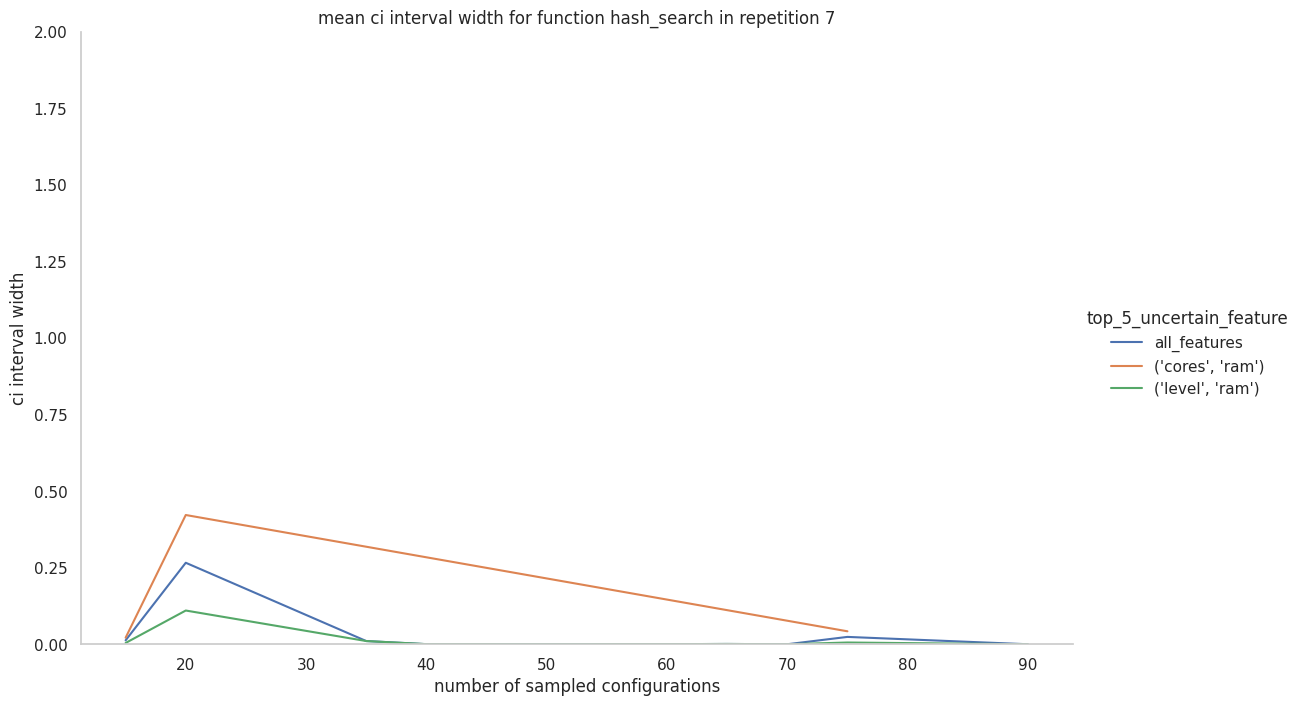 mean ci interval width for function hash_search in repetition 7
2.00
1.75
1.50
1.25
1.00
0.75
0.50
0.25
0.00
ci interval width
20 30 40 50 60 70 80 90
number of sampled configurations
top_5_uncertain_feature
all_features
('cores', 'ram')
('level', 'ram')